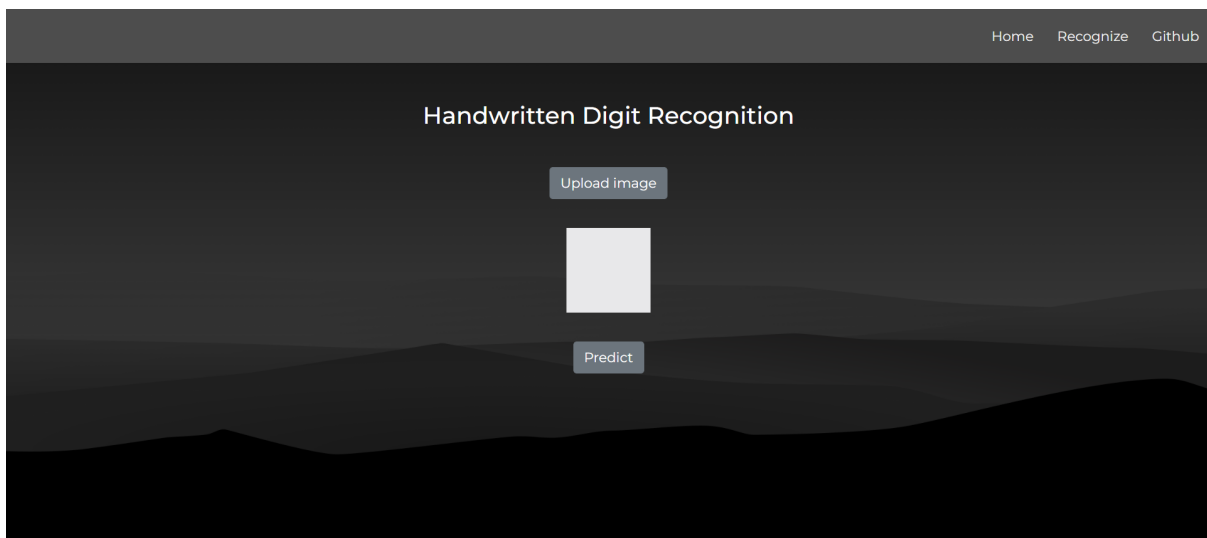 Home Recognize Github
Handwritten Digit Recognition
Upload image
Predict